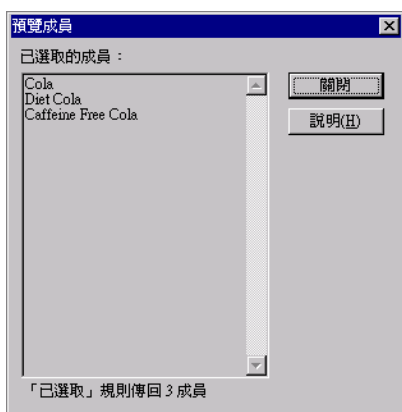 預覽成員
已選取的成員：
Cola
Diet Cola
Caffeine Free Cola
關閉
說明(H)
「已選取」規則傳回 3 成員